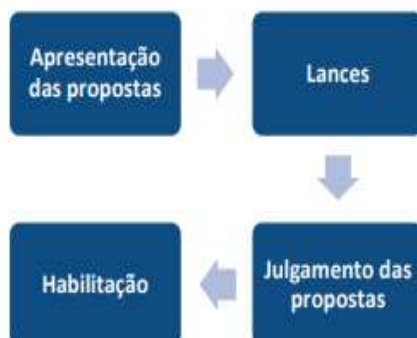 Apresentação
das propostas
Lances
Julgamento das
propostas
Habilitação